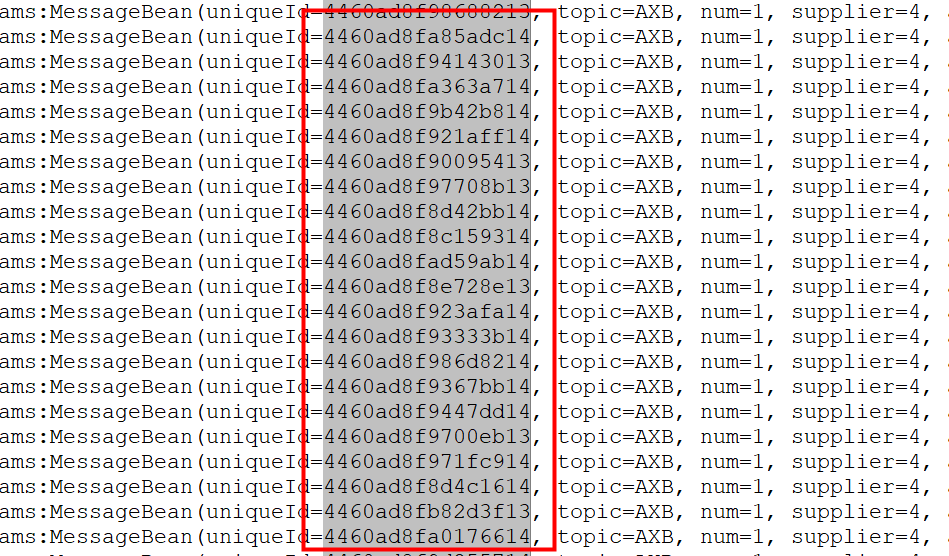 ams:MessageBean(uniqueId=4460ad8f98688213, topic=AXB, num=1, supplier=4,
ams:MessageBean(uniqueId=4460ad8fa85adc14, topic=AXB, num=1, supplier=4,
ams:MessageBean(uniqueId=4460ad8f94143013, topic=AXB, num=1, supplier=4,
ams:MessageBean(uniqueId=4460ad8fa363a714, topic=AXB, num=1, supplier=4,
ams:MessageBean(uniqueId=4460ad8f9b42b814, topic=AXB, num=1, supplier=4,
ams:MessageBean(uniqueId=4460ad8f921aff14, topic=AXB, num=1, supplier=4,
ams:MessageBean(uniqueId=4460ad8f90095413, topic=AXB, num=1, supplier=4,
ams:MessageBean(uniqueId=4460ad8f97708b13, topic=AXB, num=1, supplier=4,
ams:MessageBean(uniqueId=4460ad8f8d42bb14, topic=AXB, num=1, supplier=4,
ams:MessageBean(uniqueId=4460ad8f8c159314, topic=AXB, num=1, supplier=4,
ams:MessageBean(uniqueId=4460ad8fad59ab14, topic=AXB, num=1, supplier=4,
ams:MessageBean(uniqueId=4460ad8f8e728e13, topic=AXB, num=1, supplier=4,
ams:MessageBean(uniqueId=4460ad8f923afa14, topic=AXB, num=1, supplier=4,
ams:MessageBean(uniqueId=4460ad8f93333b14, topic=AXB, num=1, supplier=4,
ams:MessageBean(uniqueId=4460ad8f986d8214, topic=AXB, num=1, supplier=4,
ams:MessageBean(uniqueId=4460ad8f9367bb14, topic=AXB, num=1, supplier=4,
ams:MessageBean(uniqueId=4460ad8f9447dd14, topic=AXB, num=1, supplier=4,
ams:MessageBean(uniqueId=4460ad8f9700eb13, topic=AXB, num=1, supplier=4,
ams:MessageBean(uniqueId=4460ad8f971fc914, topic=AXB, num=1, supplier=4,
ams:MessageBean(uniqueId=4460ad8f8d4c1614, topic=AXB, num=1, supplier=4,
ams:MessageBean(uniqueId=4460ad8fb82d3f13, topic=AXB, num=1, supplier=4,
ams:MessageBean(uniqueId=4460ad8fa0176614, topic=AXB, num=1, supplier=4,